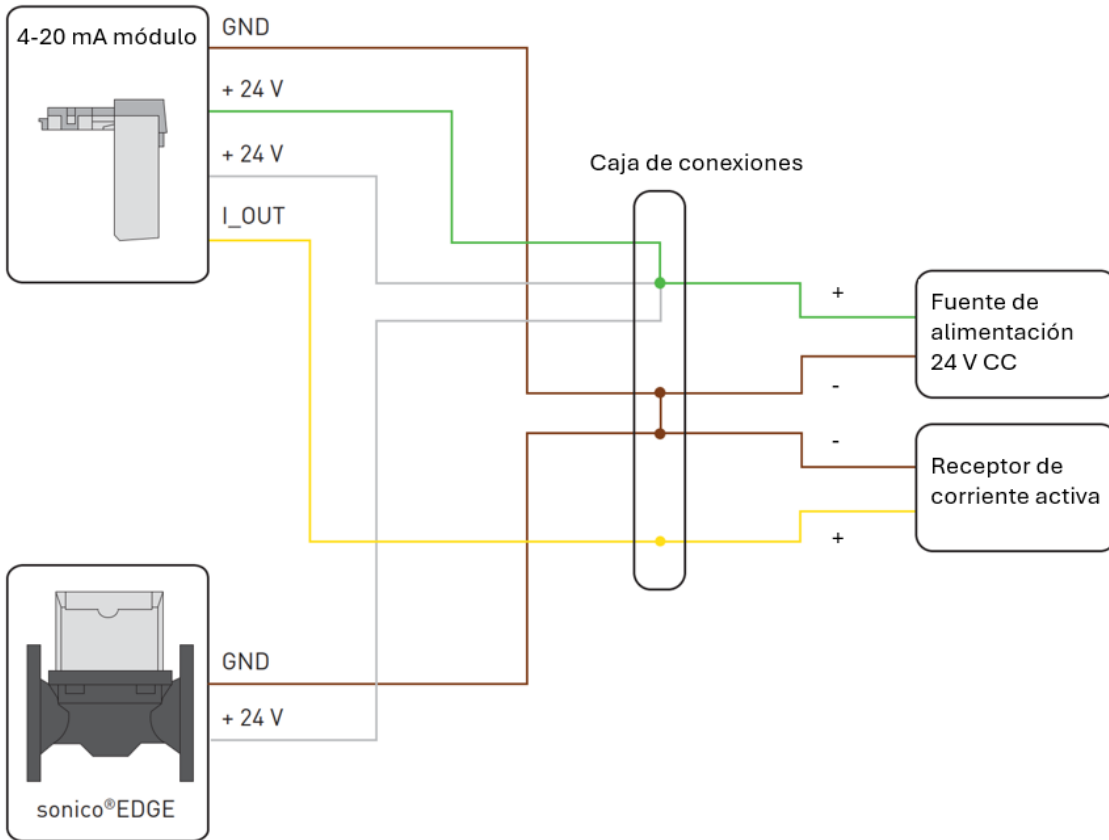 4-20 mA módulo
GND
+ 24 V
+ 24 V
I_OUT
Caja de conexiones
+
Fuente de
alimentación
24 V CC
-
-
Receptor de
corriente activa
+
GND
+ 24 V
sonico®EDGE